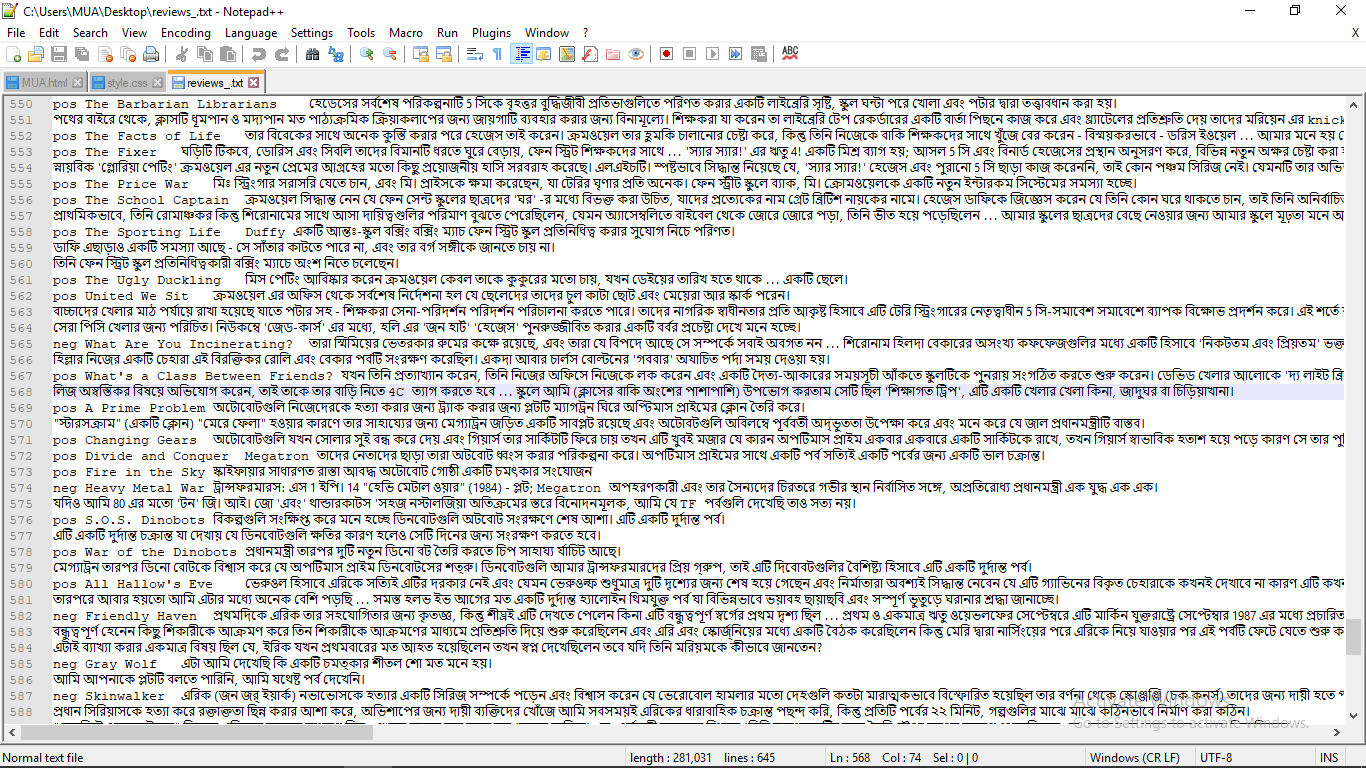 C:\Users\MUA\Desktop\reviews_.txt - Notepad++
File Edit Search View Encoding Language Settings Tools Macro Run Plugins Window ? X
MUA.html style.css reviews_.txt
550 pos The Barbarian Librarians হেডেসের সর্বশেষ পরিকল্পনাটি 5 সিকে বৃহত্তর বুদ্ধিজীবী প্রতিভাগুলিতে পরিণত করার একটি লাইব্রেরি সৃষ্টি, স্কুল ঘন্টা পরে খোলা এবং পটার দ্বারা তত্ত্বাবধান করা হয়।
551 পথের বাইরে থেকে, ক্লাসটি ধূমপান ও মদ্যপান মত পাঠ্যক্রমিক ক্রিয়াকলাপের জন্য জায়গাটি ব্যবহার করার জন্য বিনামূল্যে। শিক্ষকরা যা করেন তা লাইব্রেরি টেপ রেকর্ডারের একটি বার্তা পিছনে কাজ করে এবং থ্র্যাটেলের প্রতিশ্রুতি দেয় তাদের মরিয়েন এর knick
552 pos The Facts of Life তার বিবেকের সাথে অনেক কুস্তি করার পরে হেজেস তাই করেন। ক্রমওয়েল তার হুমকি চালানোর চেষ্টা করে, কিন্তু তিনি নিজেকে বাকি শিক্ষকদের সাথে খুঁজে বের করেন - বিস্ময়করভাবে - ডরিস ইওয়েল ... আমার মনে হয়
553 pos The Fixer ঘড়িটি টিকবে, ডোরিস এবং সিবলি তাদের বিমানটি ধরতে ঘুরে বেড়ায়, ফেন স্ট্রিট শিক্ষকদের সাথে ... 'স্যার স্যার!' এর ঋতু 4! একটি মিশ্র ব্যাগ হয়; আসল 5 সি এবং বিনার্ড হেজেসের প্রস্থান অনুসরণ করে, বিভিন্ন নতুন অক্ষর চেষ্টা করা
554 স্নায়বিক 'গ্লোরিয়া পেটিং' ক্রমওয়েল এর নতুন প্রেমের আগ্রহের মতো কিছু প্রয়োজনীয় হাসি সরবরাহ করেছে। এলএইচটি। স্পষ্টভাবে সিদ্ধান্ত নিয়েছে যে, 'স্যার স্যার!' হেজেস এবং পুরানো 5 সি ছাড়া কাজ করেননি, তাই কোন পঞ্চম সিরিজ নেই। যেমনটি তার
555 pos The Price War মিঃ স্ট্রিংগার সরাসরি যেতে চান, এবং মি। প্রাইসকে ক্ষমা করেছেন, যা টেরির ঘৃণার প্রতি অনেক। ফেন স্ট্রীট স্কুলে ব্যাক, মি। ক্রোমওয়েলকে একটি নতুন ইন্টারকম সিস্টেমের সমস্যা হচ্ছে।
556 pos The School Captain ক্রমওয়েল সিদ্ধান্ত নেন যে ফেন সেন্ট স্কুলের ছাত্রদের 'ঘর' -র মধ্যে বিভক্ত করা উচিত, যাদের প্রত্যেকের নাম গ্রেট ব্রিটিশ নায়কের নামে। হেজেস ডাফিকে জিজ্ঞেস করেন যে তিনি কোন ঘরে থাকতে চান, তাই তিনি
557 প্রাথমিকভাবে, তিনি রোমাঞ্চকর কিন্তু শিরোনামের সাথে আসা দায়িত্বগুলির পরিমাণ বুঝতে পেরেছিলেন, যেমন অ্যাসেম্বলিতে বাইবেল থেকে জোরে জোরে পড়া, তিনি ভীত হয়ে পড়েছিলেন ... আমার স্কুলের ছাত্রদের বেছে নেওয়ার জন্য আমার স্কুলে মূঢ়তা মনে
558 pos The Sporting Life Duffy একটি আন্তঃ-স্কুল বক্সিং বক্সিং ম্যাচ ফেন স্ট্রিট স্কুল প্রতিনিধিত্ব করার সুযোগ নিচে পরিণত।
559 ডাফি এছাড়াও একটি সমস্যা আছে - সে সাঁতার কাটতে পারে না, এবং তার বর্গ সঙ্গীকে জানতে চায় না।
560 তিনি ফেন স্ট্রিট স্কুল প্রতিনিধিত্বকারী বক্সিং ম্যাচে অংশ নিতে চলেছেন।
561 pos The Ugly Duckling মিস পেটিং আবিষ্কার করেন ক্রমওয়েল কেবল তাকে কুকুরের মতো চায়, যখন ডেইয়ের তারিখ হতে থাকে ... একটি ছেলে।
562 pos United We Sit ক্রমওয়েল এর অফিস থেকে সর্বশেষ নির্দেশনা হল যে ছেলেদের তাদের চুল কাটা ছোট এবং মেয়েরা আর স্কার্ক পরেন।
563 বাচ্চাদের খেলার মাঠ পর্যায়ে রাখা হয়েছে যাতে পটার সহ - শিক্ষকরা সেনা-পরিদর্শন পরিদর্শন পরিচালনা করতে পারে। তাদের নাগরিক স্বাধীনতার প্রতি আকৃষ্ট হিসাবে এটি টেরি স্ট্রিংগারের নেতৃত্বাধীন 5 সি-সমাবেশ সমাবেশে ব্যাপক বিক্ষোভ প্রদর্শন করে। এই শর্তে
564 সেরা পিসি খেলার জন্য পরিচিত। নিউকম্বে 'জেড-কার্স' এর মধ্যে, হলি এর 'জন হার্ট' 'হেজেস' পুনরুজ্জীবিত করার একটি বর্বর প্রচেষ্টা দেখে মনে হচ্ছে।
565 neg What Are You Incinerating? তারা স্মিমিয়ের ভেতরকার রুমের কক্ষে রয়েছে, এবং তারা যে বিপদে আছে সে সম্পর্কে সবাই অবগত নন ... শিরোনাম হিলদা বেকারের অসংখ্য কফফেজগুলির মধ্যে একটি হিসাবে 'নিকটতম এবং প্রিয়তম'
566 হিল্লার নিজের একটি চেহারা এই বিরক্তিকর রোলি এবং বেকার পর্বটি সংরক্ষণ করেছিল। একদা আবার চার্লস বোল্টনের 'গববার' অযাচিত পর্দা সময় দেওয়া হয়।
567 pos What's a Class Between Friends? যখন তিনি প্রত্যাখ্যান করেন, তিনি নিজের অফিসে নিজেকে লক করেন এবং একটি দৈত্য-আকারের সময়সূচী আঁকতে স্কুলটিকে পুনরায় সংগঠিত করতে শুরু করেন। ডেভিড খেলার আলোকে 'দ্য লাইট
568 লিজ অস্বস্তিকর বিষয়ে অভিযোগ করেন, তাই তাকে তার বাড়ি নিতে 4C ত্যাগ করতে হবে ... স্কুলে আমি (ক্লাসের বাকি অংশের পাশাপাশি) উপভোগ করতাম সেটি ছিল 'শিক্ষাগত ট্রিপ', এটি একটি খেলার খেলা কিনা, জাদুঘর বা চিড়িয়াখানা।
569 pos A Prime Problem অটোবোটগুলি নিজেদেরকে হত্যা করার জন্য ট্র্যাক করার জন্য প্লটটি ম্যাগট্রন ঘিরে অপ্টিমাস প্রাইমের ক্লোন তৈরি করে।
570 "স্টারসক্রাম" (একটি ক্লোন) "মেরে ফেলা" হওয়ার কারণে তার সাহায্যের জন্য মেগাট্রন জড়িত একটি সাবপ্লট রয়েছে এবং অটোবটগুলি অবিলম্বে পূর্ববর্তী অদ্ভুততা উপেক্ষা করে এবং মনে করে যে জাল প্রধানমন্ত্রীটি বাস্তব।
571 pos Changing Gears অটোবোটগুলি যখন সোলার সুই বন্ধ করে দেয় এবং গিয়ার্স তার সার্কিটটি ফিরে চায় তখন এটি খুবই মজার যে কারন অপটিমাস প্রাইম একবার একবারে একটি সার্কিটকে রাখে, তখন গিয়ার্স স্বাভাবিক হতাশ হয়ে পড়ে কারণ সে তার
572 pos Divide and Conquer Megatron তাদের নেতাদের ছাড়া তারা অটবোট ধ্বংস করার পরিকল্পনা করে। অপটিমাস প্রাইমের সাথে একটি পর্ব সত্যিই একটি পর্বের জন্য একটি ভাল চক্রান্ত।
573 pos Fire in the Sky স্কাইফায়ার সাধারণত রাস্তা আবদ্ধ অটোবোট গোষ্ঠী একটি চমৎকার সংযোজন
574 neg Heavy Metal War ট্রান্সফরমারস: এস 1 ইপি। 14 "হেভি মেটাল ওয়ার" (1984) - প্লট; Megatron অপহরণকারী এবং তার সৈন্যদের চিরতরে গভীর স্থান নির্বাসিত সঙ্গে, অপ্রতিরোধ্য প্রধানমন্ত্রী এক যুদ্ধ এক এক।
575 যদিও আমি 80 এর মতো 'টন' জি। আই। জো 'এবং' থান্ডারকাটস 'সহজ নস্টালজিয়া অতিক্রমের স্তরে বিনোদনমূলক, আমি যে TF পর্বগুলি দেখেছি তাও সত্য নয়।
576 pos S.O.S. Dinobots বিকল্পগুলি সংক্ষিপ্ত করে মনে হচ্ছে ডিনবোটগুলি অটবোট সংরক্ষণে শেষ আশা। এটি একটি দুর্দান্ত পর্ব।
577 এটি একটি দুর্দান্ত চক্রান্ত যা দেখায় যে ডিনবোটগুলি ক্ষতির কারণ হলেও সেটি দিনের জন্য সংরক্ষণ করতে হবে।
578 pos War of the Dinobots প্রধানমন্ত্রী তারপর দুটি নতুন ডিনো বট তৈরি করতে চিপ সাহায্য র্যাচিট আছে।
579 মেগ্যাট্রন তারপর ডিনো বোটকে বিশ্বাস করে যে অপটিমাস প্রাইম ডিনবোটসের শত্রু। ডিনবোটগুলি আমার ট্রান্সফরমারদের প্রিয় গ্রুপ, তাই এটি দিবোবটগুলির বৈশিষ্ট্য হিসাবে এটি একটি দুর্দান্ত পর্ব।
580 pos All Hallow's Eve ভেরুওল হিসাবে এরিকে সত্যিই এটির দরকার নেই এবং যেমন ভেরুওল্ফ শুধুমাত্র দুটি দৃশ্যের জন্য শেষ হয়ে গেছেন এবং নির্মাতারা অবশ্যই সিদ্ধান্ত নেবেন যে এটি গ্যাভিনের বিকৃত চেহারাকে কখনই দেখাবে না কারণ এটি
581 তারপরে আবার হয়তো আমি এটার মধ্যে অনেক বেশি পড়ছি ... সমস্ত হলভ ইভ আগের মত একটি দুর্দান্ত হ্যালোইন থিমযুক্ত পর্ব যা বিভিন্নভাবে ভয়াবহ ছায়াছবি এবং সম্পূর্ণ ভুতুড়ে ঘরানার শ্রদ্ধা জানাচ্ছে।
582 neg Friendly Haven প্রথমদিকে এরিক তার সহযোগিতার জন্য কৃতজ্ঞ, কিন্তু শীঘ্রই এটি দেখতে পেলেন কিনা এটি বন্ধুত্বপূর্ণ স্বর্গের প্রথম দৃশ্য ছিল ... প্রথম ও একমাত্র ঋতু ওয়েভলফের সেপ্টেম্বরে এটি মার্কিন যুক্তরাষ্ট্রে সেপ্টেম্বার 1987 এর মধ্যে প্রচারিত
583 বন্ধুত্বপূর্ণ হেনেন কিছু শিকারীকে আক্রমণ করে তিন শিকারীকে আক্রমাণের মাধ্যমে প্রতিশ্রুতি দিয়ে শুরু করেছিলেন এবং এরি এবং স্কোর্জ্নিয়ের মধ্যে একটি বৈঠক করেছিলেন কিন্তু মেরি দ্বারা নার্সিংয়ের পরে এরিকে নিয়ে যাওয়ার পর এই পর্বটি ফেটে যেতে শুরু
584 এটাই ব্যাখ্যা করার একমাত্র বিষয় ছিল যে, ইরিক যখন প্রথমবারের মত আহত হয়েছিলেন তখন স্বপ্ন দেখেছিলেন তবে যদি তিনি মরিয়মকে কীভাবে জানতেন?
585 neg Gray Wolf এটা আমি দেখেছি কি একটি চমত্কার শীতল শো মত মনে হয়।
586 আমি আপনাকে প্লটটি বলতে পারিনি, আমি যথেষ্ট পর্ব দেখেনি।
587 neg Skinwalker এরিক (জন জর্ ইয়ার্ক) নভাভোসকে হত্যার একটি সিরিজ সম্পর্কে পড়েন এবং বিশ্বাস করেন যে ভেরোবোল হামলার মতো দেহগুলি কতটা মারাত্মকভাবে বিস্ফোরিত হয়েছিল তার বর্ণনা থেকে স্কোঞ্জি (চক কনর্স) তাদের জন্য দায়ী হতে
588 প্রধান সিরিয়াসকে হত্যা করে রক্তাক্ততা ছিন্ন করার আশা করে, অভিশাপের জন্য দায়ী ব্যক্তিদের খোঁজে আমি সবসময়ই এরিকের ধারাবাহিক চক্রান্ত পছন্দ করি, কিন্তু প্রতিটি পর্বের ২২ মিনিট, গল্পগুলির মাঝে মাঝে কঠিনভাবে নির্মাণ করা কঠিন।
Activate Windows
Go to Settings to activate Windows.
Normal text file length : 281,031 lines : 645 Ln : 568 Col : 74 Sel : 0 | 0 Windows (CR LF) UTF-8 INS